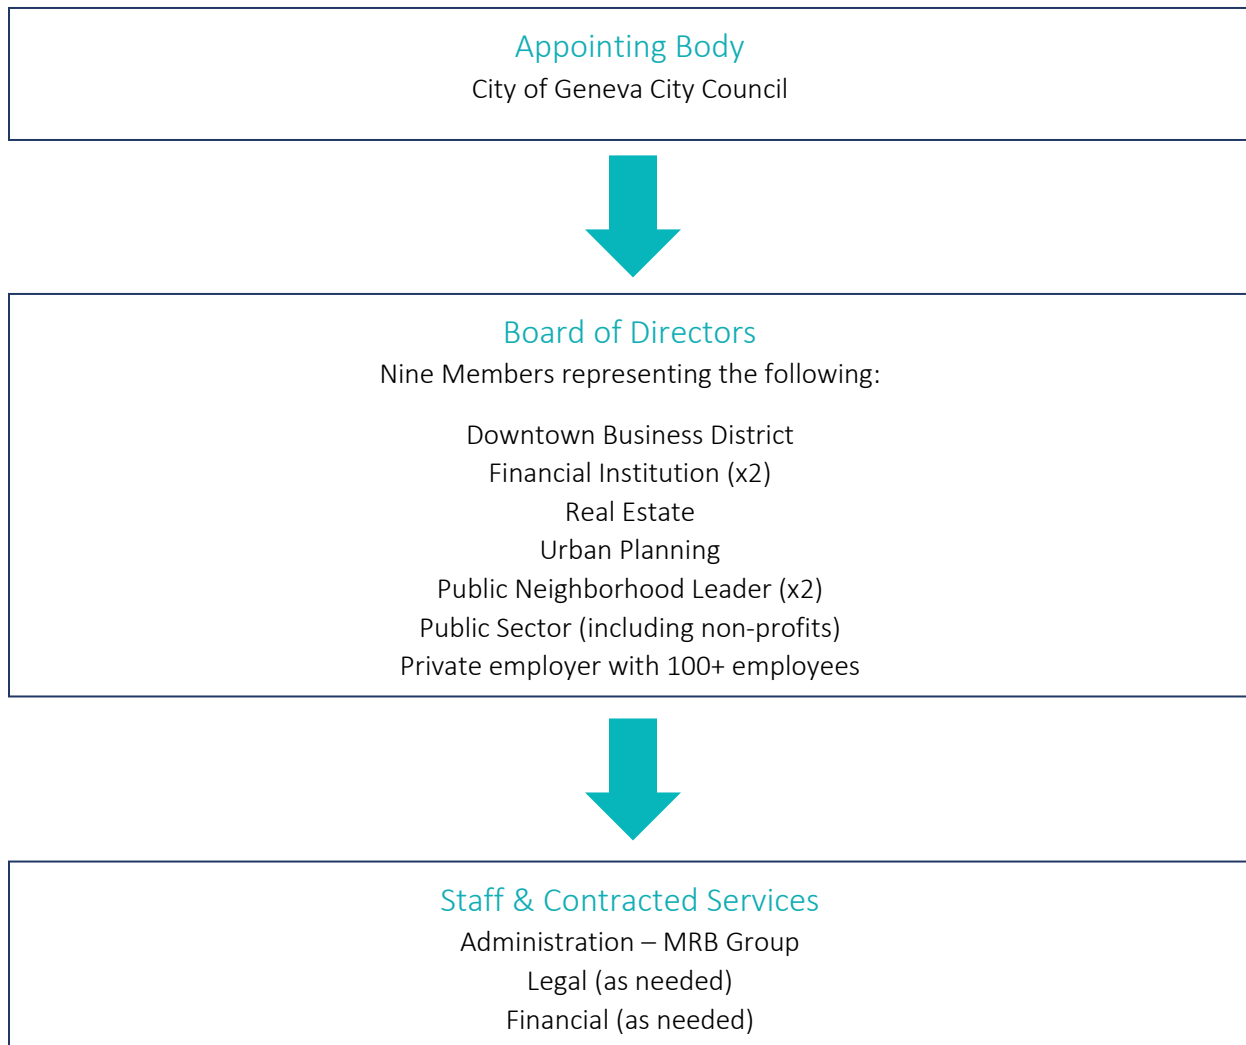 Appointing Body
City of Geneva City Council
Board of Directors
Nine Members representing the following:
Downtown Business District
Financial Institution (x2)
Real Estate
Urban Planning
Public Neighborhood Leader (x2)
Public Sector (including non-profits)
Private employer with 100+ employees
Staff & Contracted Services
Administration – MRB Group
Legal (as needed)
Financial (as needed)